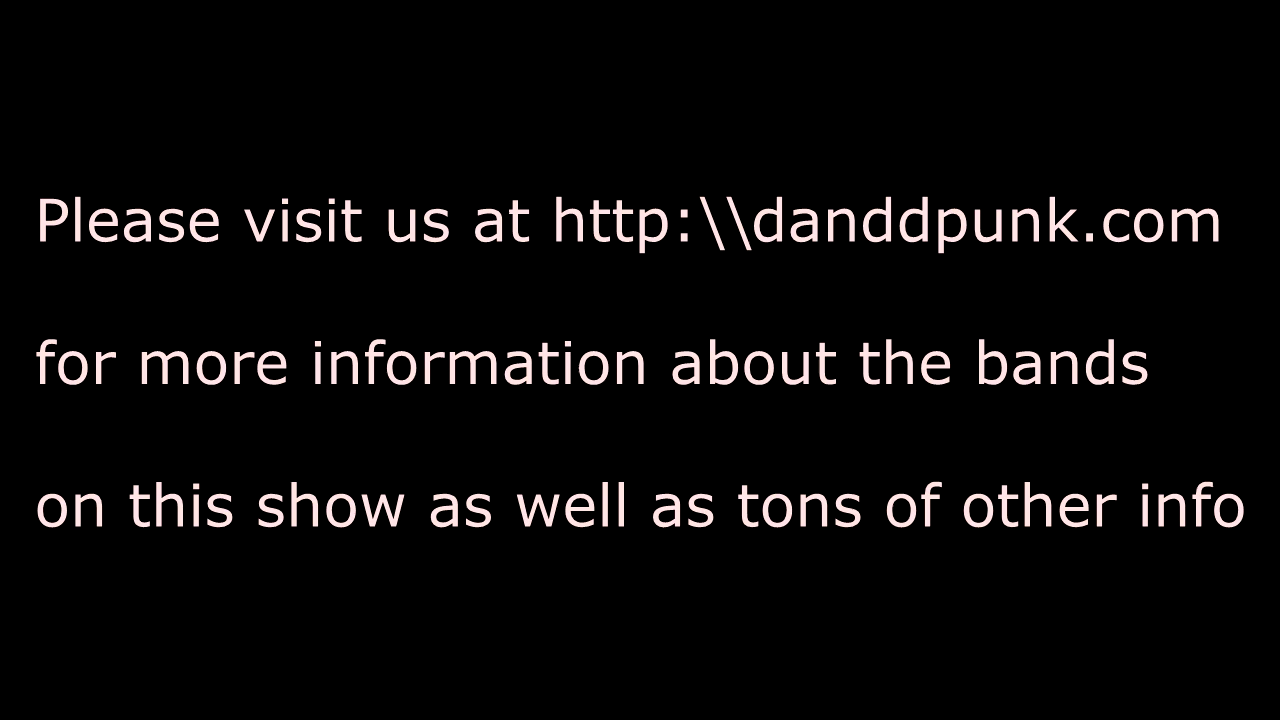 Please visit us at http:\\danddpunk.com
for more information about the bands
on this show as well as tons of other info